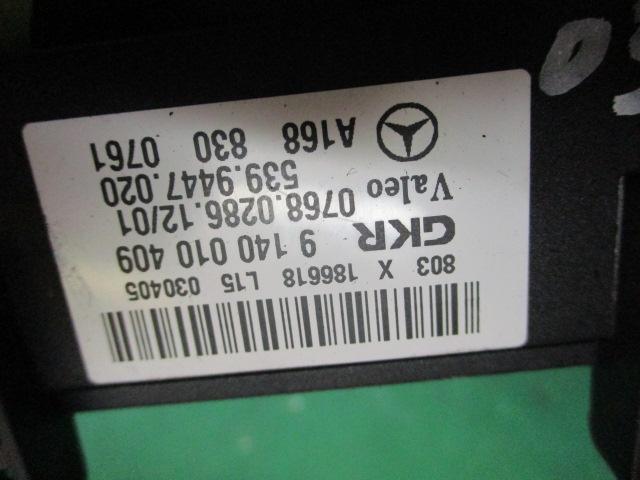 803 X 186618 L15 030405
GKR 9 140 010 409
Valeo 0768.0286.12/01
539.9447.020
A168 830 0761